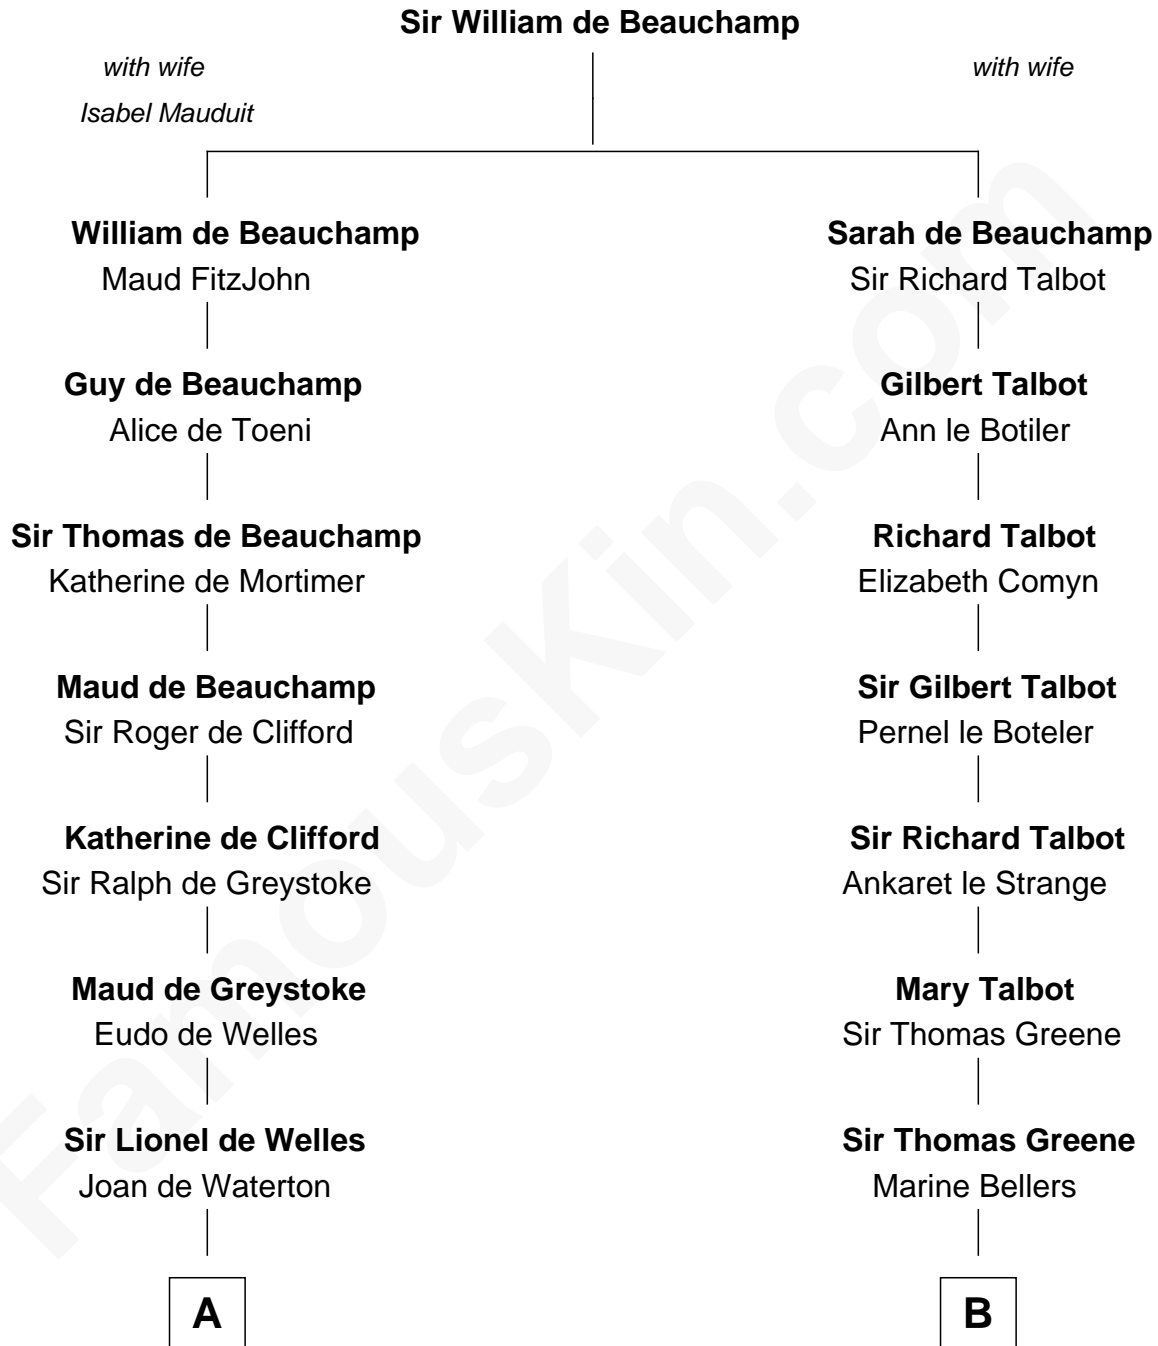 Sir William de Beauchamp
with wife
with wife
Isabel Mauduit
William de Beauchamp
Sarah de Beauchamp
Maud FitzJohn
Sir Richard Talbot
Guy de Beauchamp
Gilbert Talbot
Alice de Toeni
Ann le Botiler
Sir Thomas de Beauchamp
Richard Talbot
Katherine de Mortimer
Elizabeth Comyn
Maud de Beauchamp
Sir Gilbert Talbot
Sir Roger de Clifford
Pernel le Boteler
Katherine de Clifford
Sir Richard Talbot
Sir Ralph de Greystoke
Ankaret le Strange
Maud de Greystoke
Mary Talbot
Eudo de Welles
Sir Thomas Greene
Sir Lionel de Welles
Sir Thomas Greene
Joan de Waterton
Marine Bellers
A
B
FamousKin.com